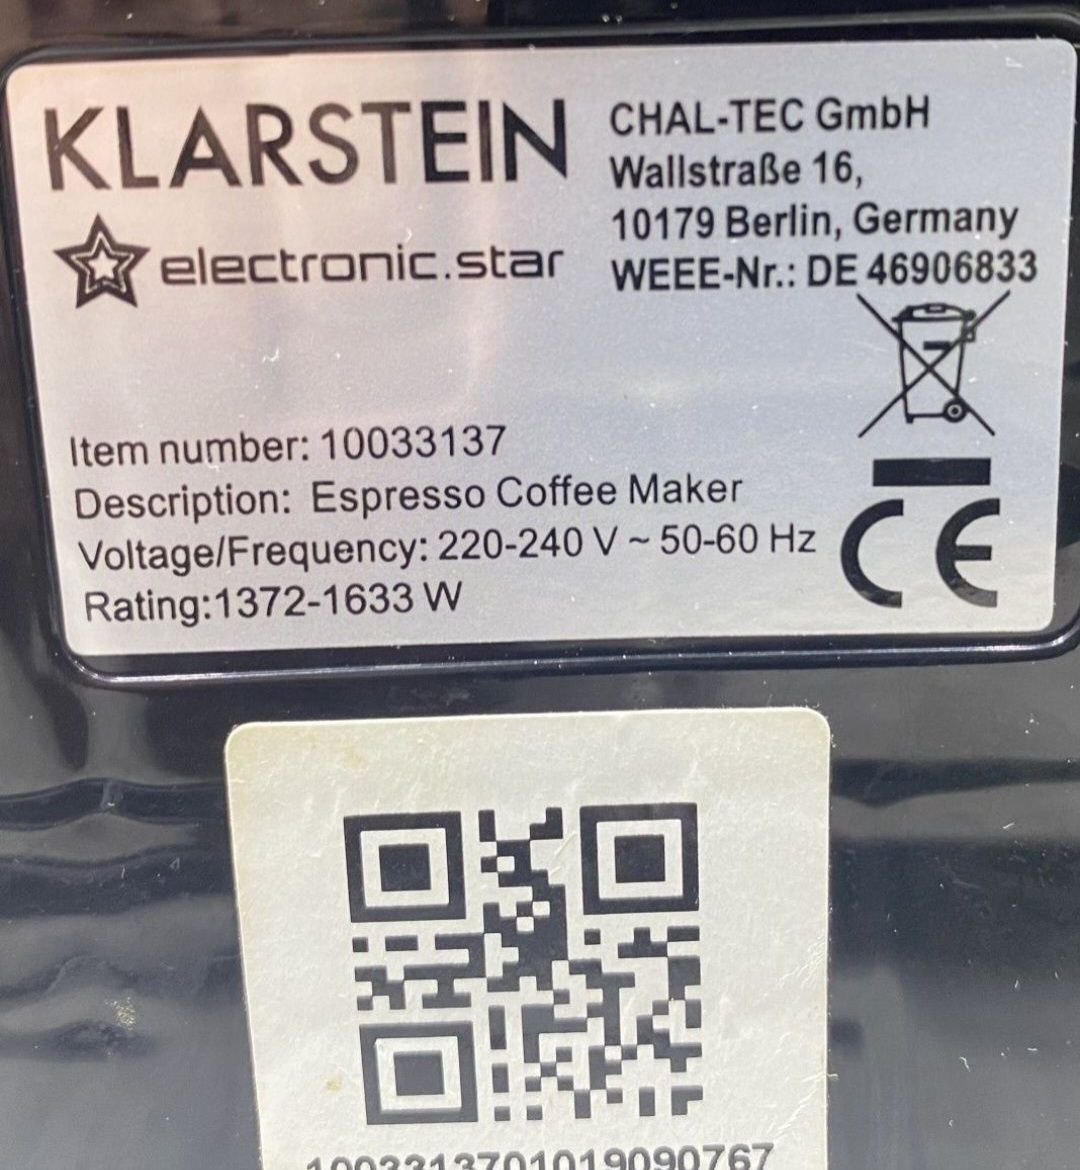 KLARSTEIN
electronic.star
CHAL-TEC GmbH
Wallstraße 16,
10179 Berlin, Germany
WEEE-Nr.: DE 46906833
Item number: 10033137
Description: Espresso Coffee Maker
Voltage/Frequency: 220-240 V ~ 50-60 Hz
Rating:1372-1633 W
CE
1003313701019090767